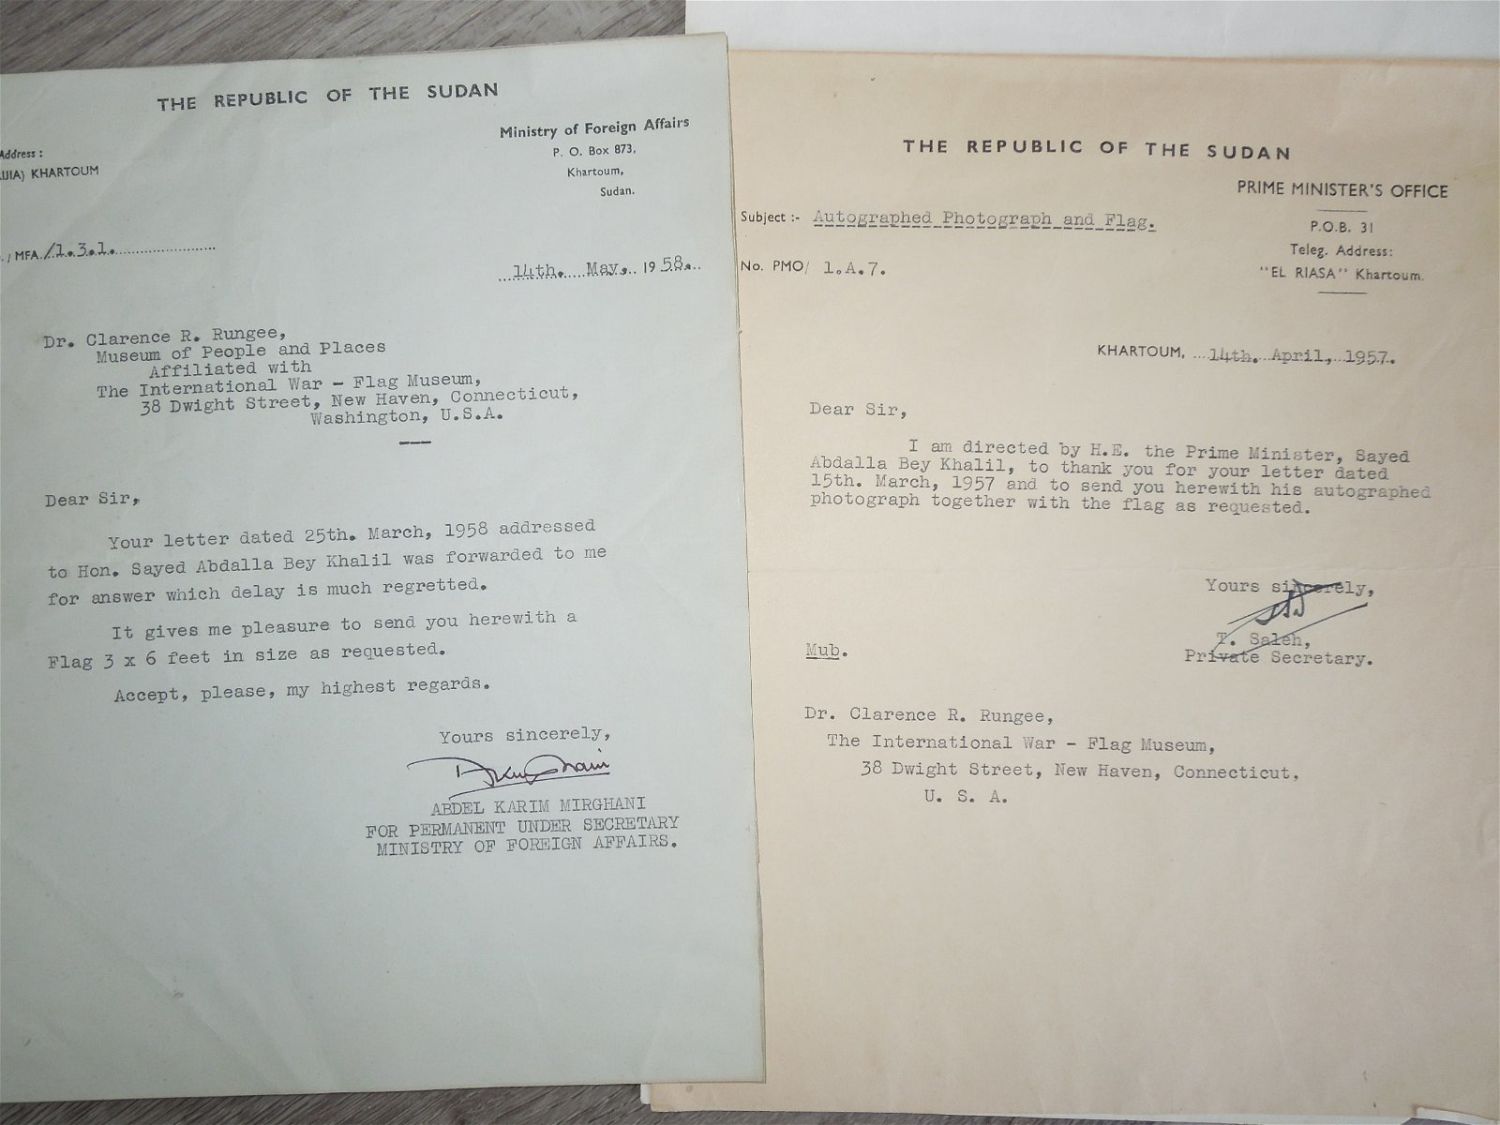 THE REPUBLIC OF THE SUDAN
Ministry of Foreign Affairs
P. O. Box 873,
Khartoum,
Sudan.
Address :
KHARTOUM
/ MFA./1.3.1.
14th. May, 1958.
Dr. Clarence R. Rungee,
Museum of People and Places
Affiliated with
The International War - Flag Museum,
38 Dwight Street, New Haven, Connecticut,
Washington, U.S.A.
Dear Sir,
Your letter dated 25th. March, 1958 addressed
to Hon. Sayed Abdalla Bey Khalil was forwarded to me
for answer which delay is much regretted.
It gives me pleasure to send you herewith a
Flag 3 x 6 feet in size as requested.
Accept, please, my highest regards.
Yours sincerely,
ABDEL KARIM MIRGHANI
FOR PERMANENT UNDER SECRETARY
MINISTRY OF FOREIGN AFFAIRS.
THE REPUBLIC OF THE SUDAN
PRIME MINISTER'S OFFICE
P.O.B. 31
Teleg. Address:
"EL RIASA" Khartoum.
Subject :- Autographed Photograph and Flag.
No. PMO/ 1.A.7.
KHARTOUM, 14th. April, 1957.
Dear Sir,
I am directed by H.E. the Prime Minister, Sayed
Abdalla Bey Khalil, to thank you for your letter dated
15th. March, 1957 and to send you herewith his autographed
photograph together with the flag as requested.
Yours sincerely,
T. Saleh,
Private Secretary.
Mub.
Dr. Clarence R. Rungee,
The International War - Flag Museum,
38 Dwight Street, New Haven, Connecticut.
U. S. A.